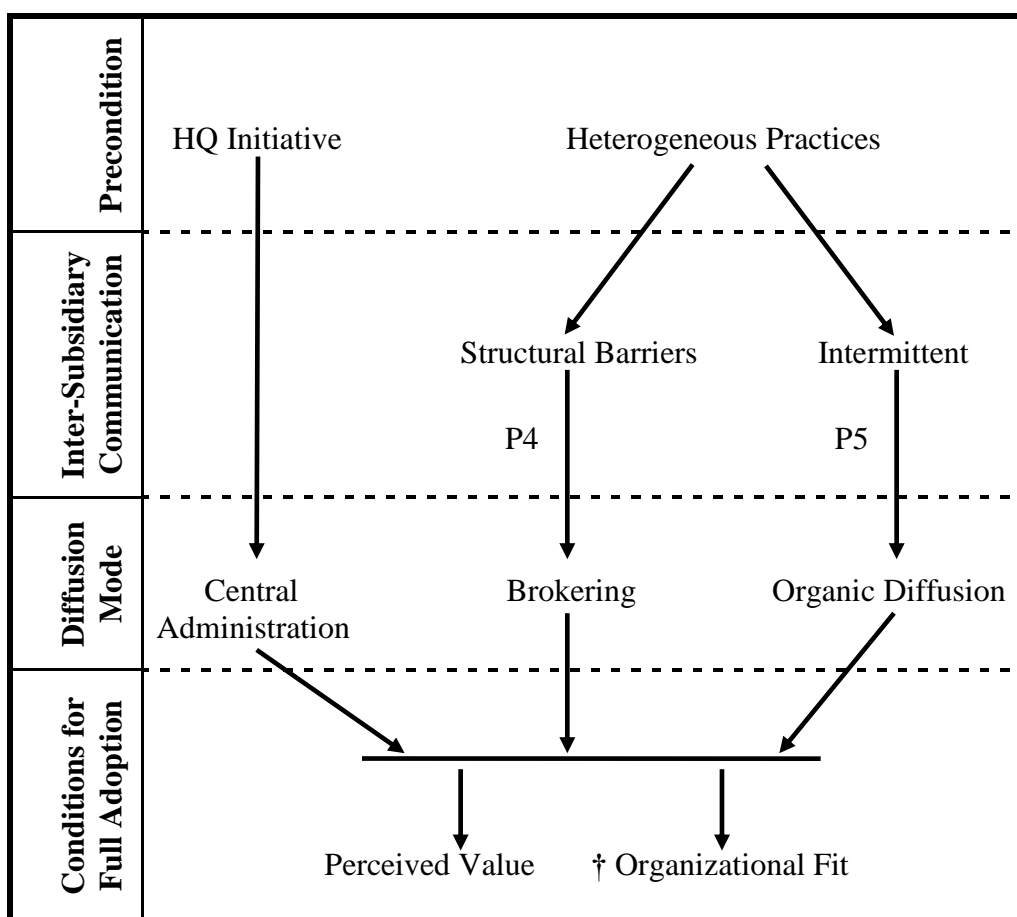 Precondition
HQ Initiative
Heterogeneous Practices
Inter-Subsidiary
Communication
Structural Barriers
Intermittent
P4
P5
Diffusion
Mode
Central
Administration
Brokering
Organic Diffusion
Conditions for
Full Adoption
Perceived Value
† Organizational Fit